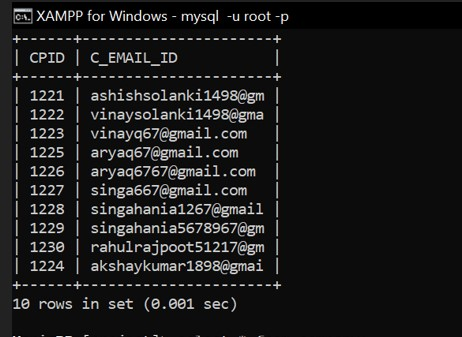 XAMPP for Windows - mysql -u root -p
+------+----------------------+
| CPID | C_EMAIL_ID           |
+------+----------------------+
| 1221 | ashishsolanki1498@gm |
| 1222 | vinaysolanki1498@gma |
| 1223 | vinayq67@gmail.com   |
| 1225 | aryaq67@gmail.com    |
| 1226 | aryaq6767@gmail.com  |
| 1227 | singa667@gmail.com   |
| 1228 | singahania1267@gmail |
| 1229 | singahania5678967@gm |
| 1230 | rahulrajpoot51217@gm |
| 1224 | akshaykumar1898@gmai |
+------+----------------------+
10 rows in set (0.001 sec)